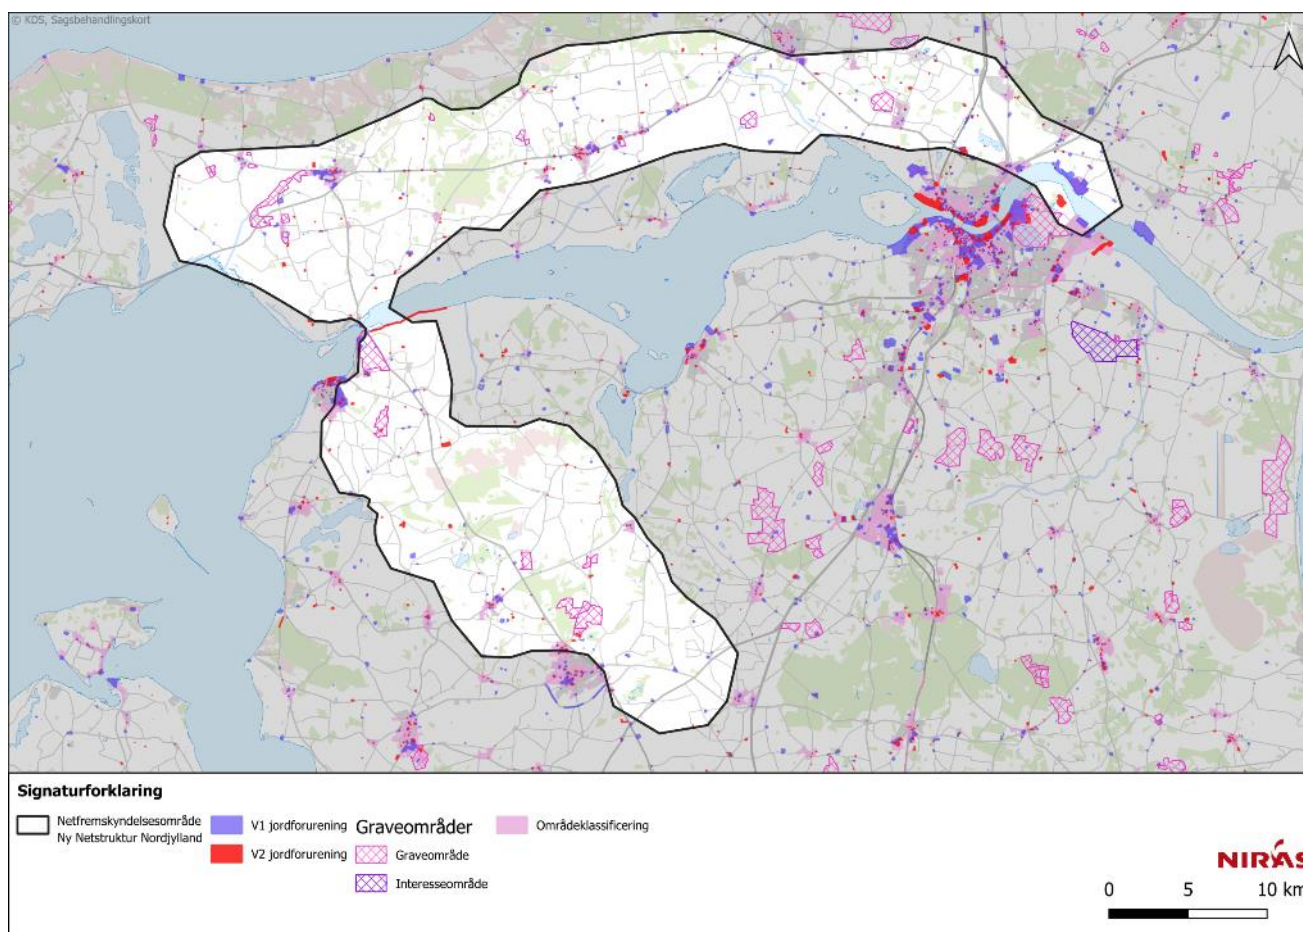 © KDS, Sagsbehandlingskort
N
Signaturforklaring
Netfremskyndelsesområde
Ny Netstruktur Nordjylland
V1 jordforurening
V2 jordforurening
Graveområder
Graveområde
Interesseområde
Områdeklassificering
NIRAS
0 5 10 km